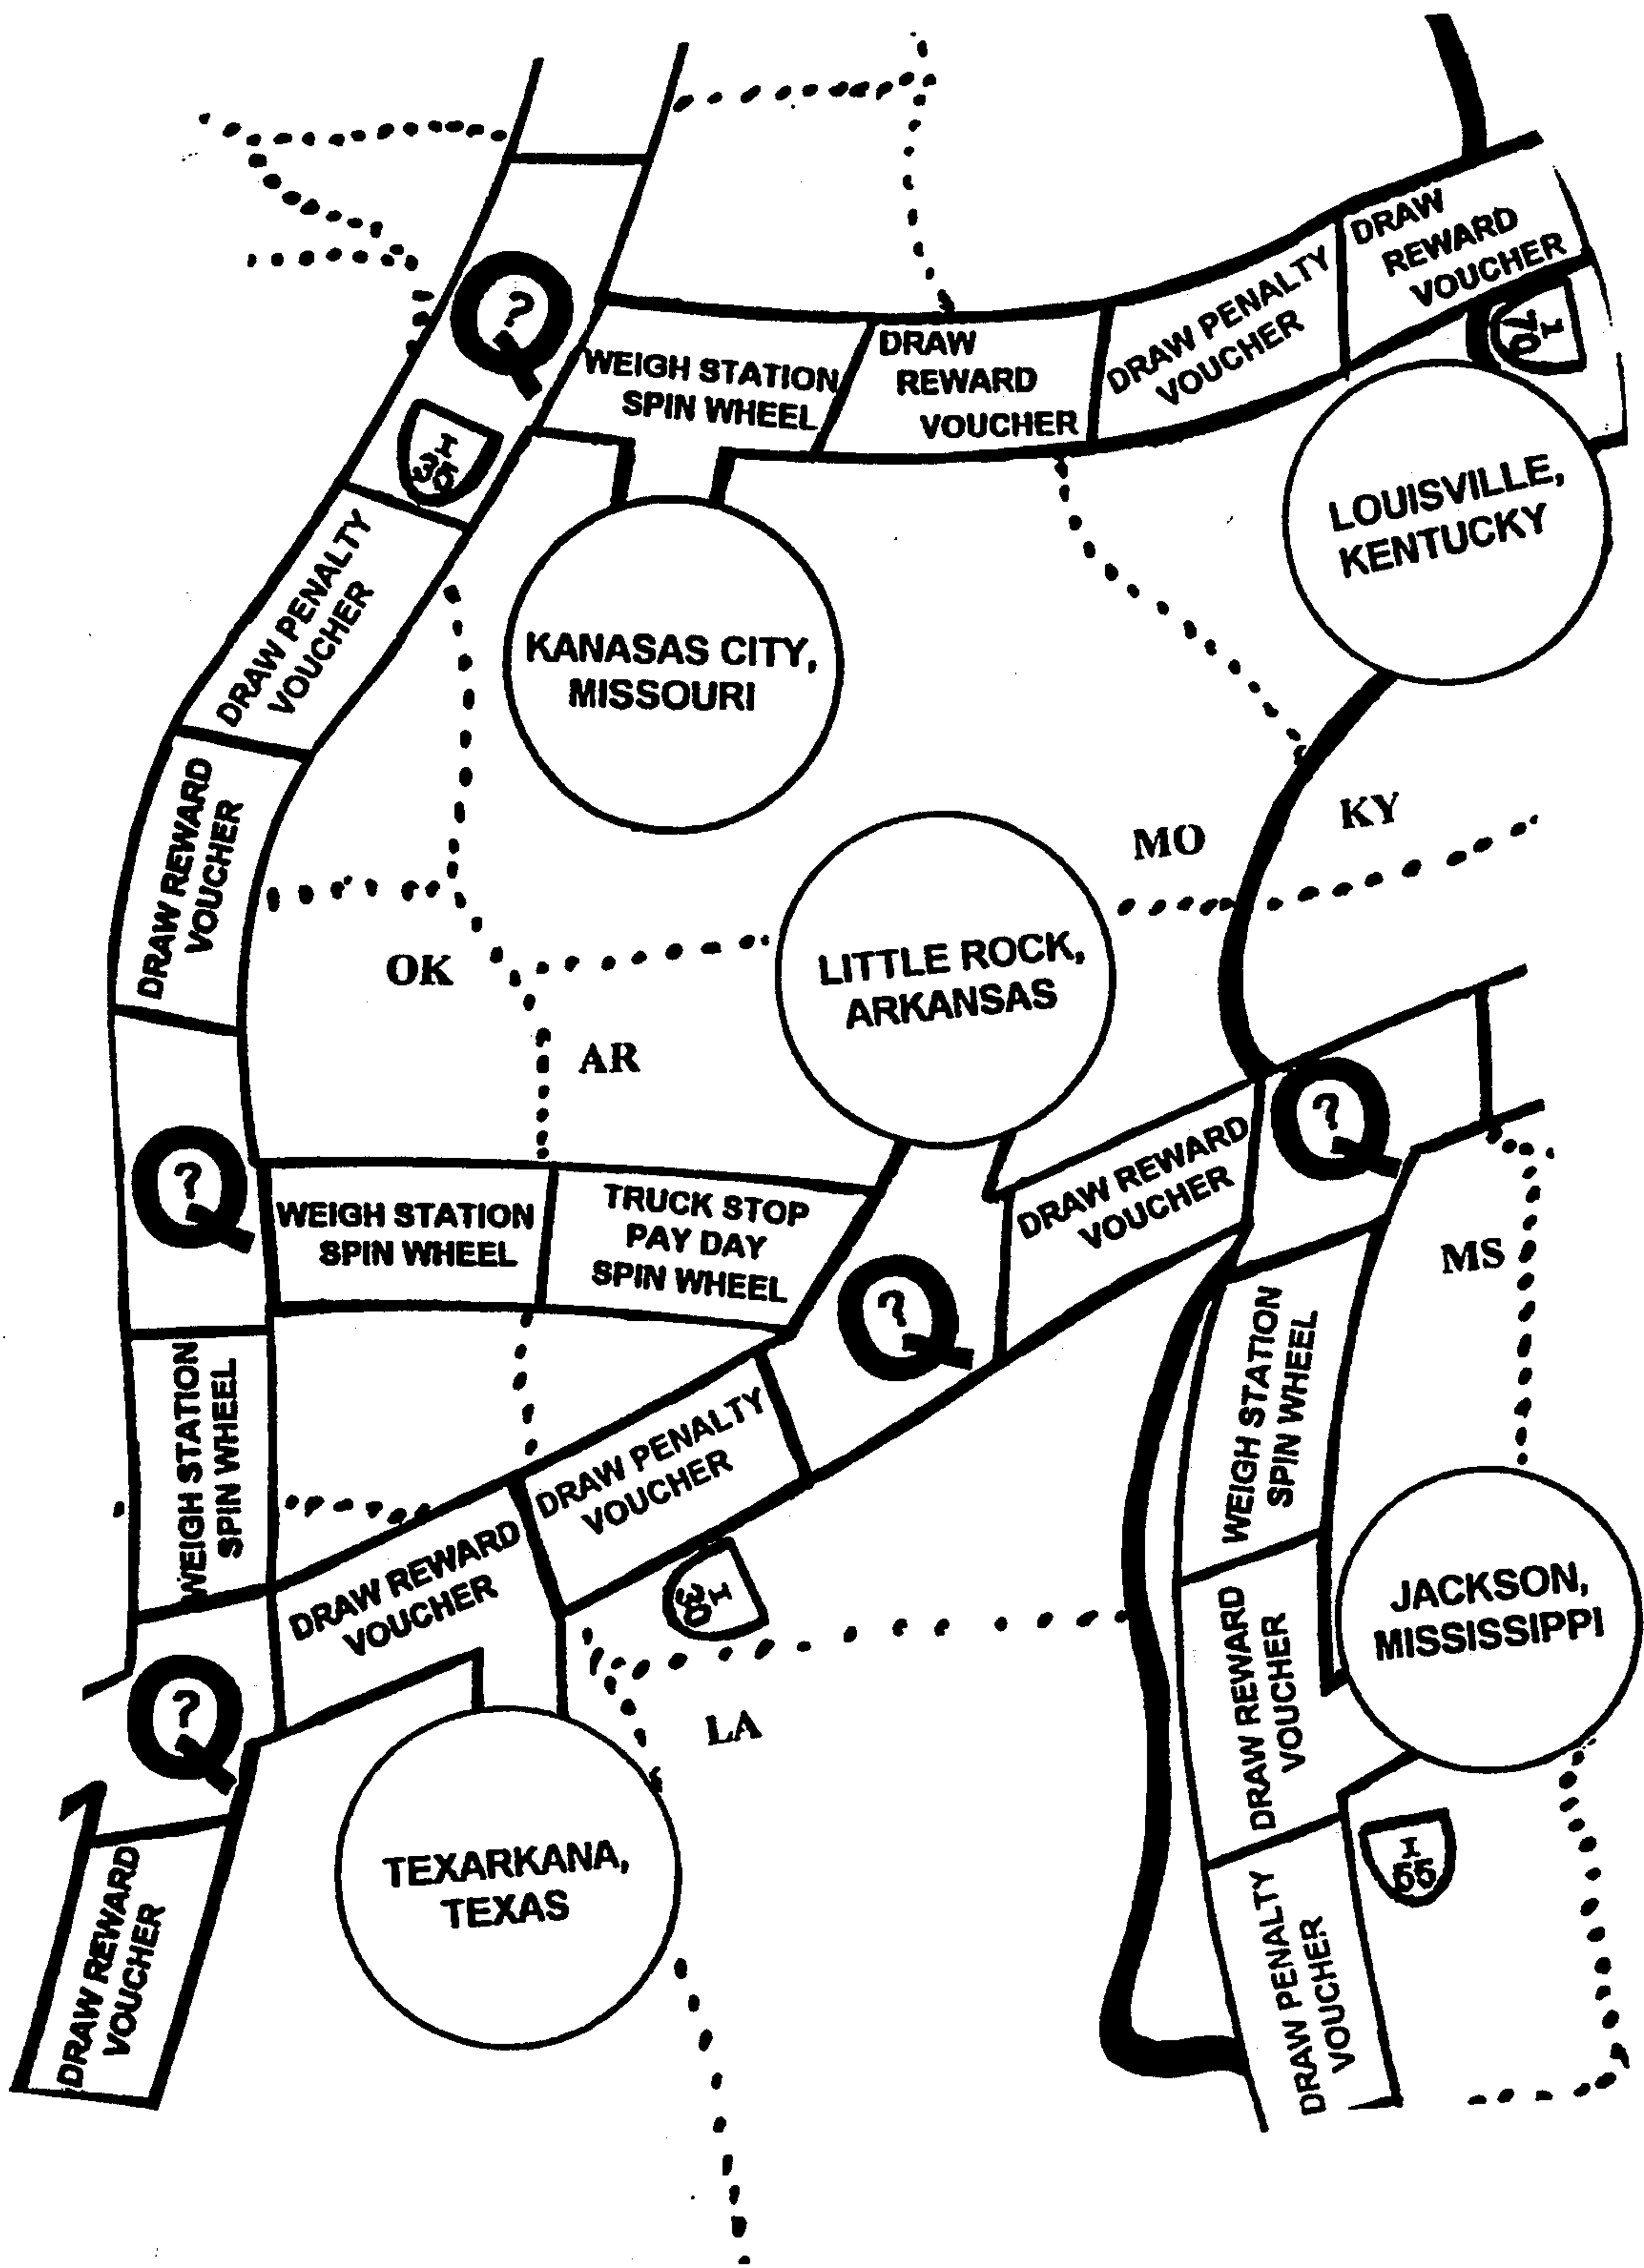 DRAW
REWARD
VOUCHER
I
70
DRAW PENALTY
VOUCHER
DRAW
REWARD
VOUCHER
WEIGH STATION
SPIN WHEEL
Q
?
I
35
LOUISVILLE,
KENTUCKY
KANASAS CITY,
MISSOURI
DRAW PENALTY
VOUCHER
DRAW REWARD
VOUCHER
MO
KY
OK
AR
LITTLE ROCK,
ARKANSAS
Q
?
WEIGH STATION
SPIN WHEEL
TRUCK STOP
PAY DAY
SPIN WHEEL
Q
?
DRAW REWARD
VOUCHER
Q
?
MS
WEIGH STATION
SPIN WHEEL
WEIGH STATION
SPIN WHEEL
DRAW PENALTY
VOUCHER
DRAW REWARD
VOUCHER
I
30
JACKSON,
MISSISSIPPI
DRAW REWARD
VOUCHER
Q
?
LA
TEXARKANA,
TEXAS
I
55
DRAW REWARD
VOUCHER
DRAW PENALTY
VOUCHER